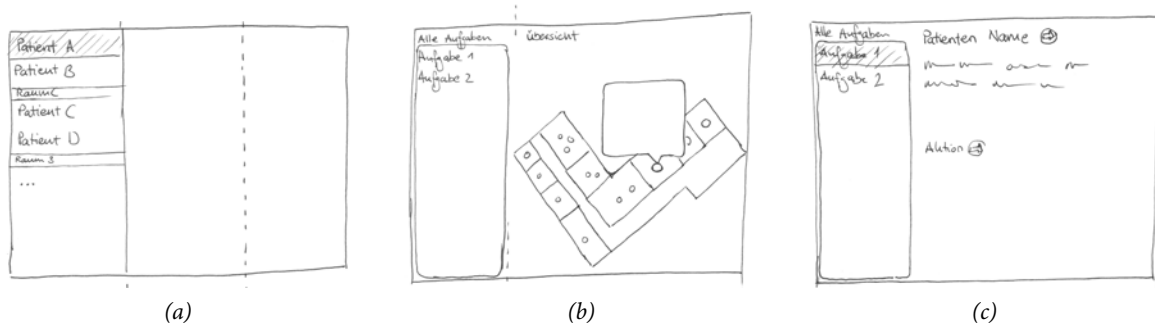 Patient A
Patient B
Raum C
Patient C
Patient D
Raum 3
...
(a)
Alle Aufgaben
Aufgabe 1
Aufgabe 2
übersicht
(b)
Alle Aufgaben
Aufgabe 1
Aufgabe 2
Patienten Name
Aktion
(c)